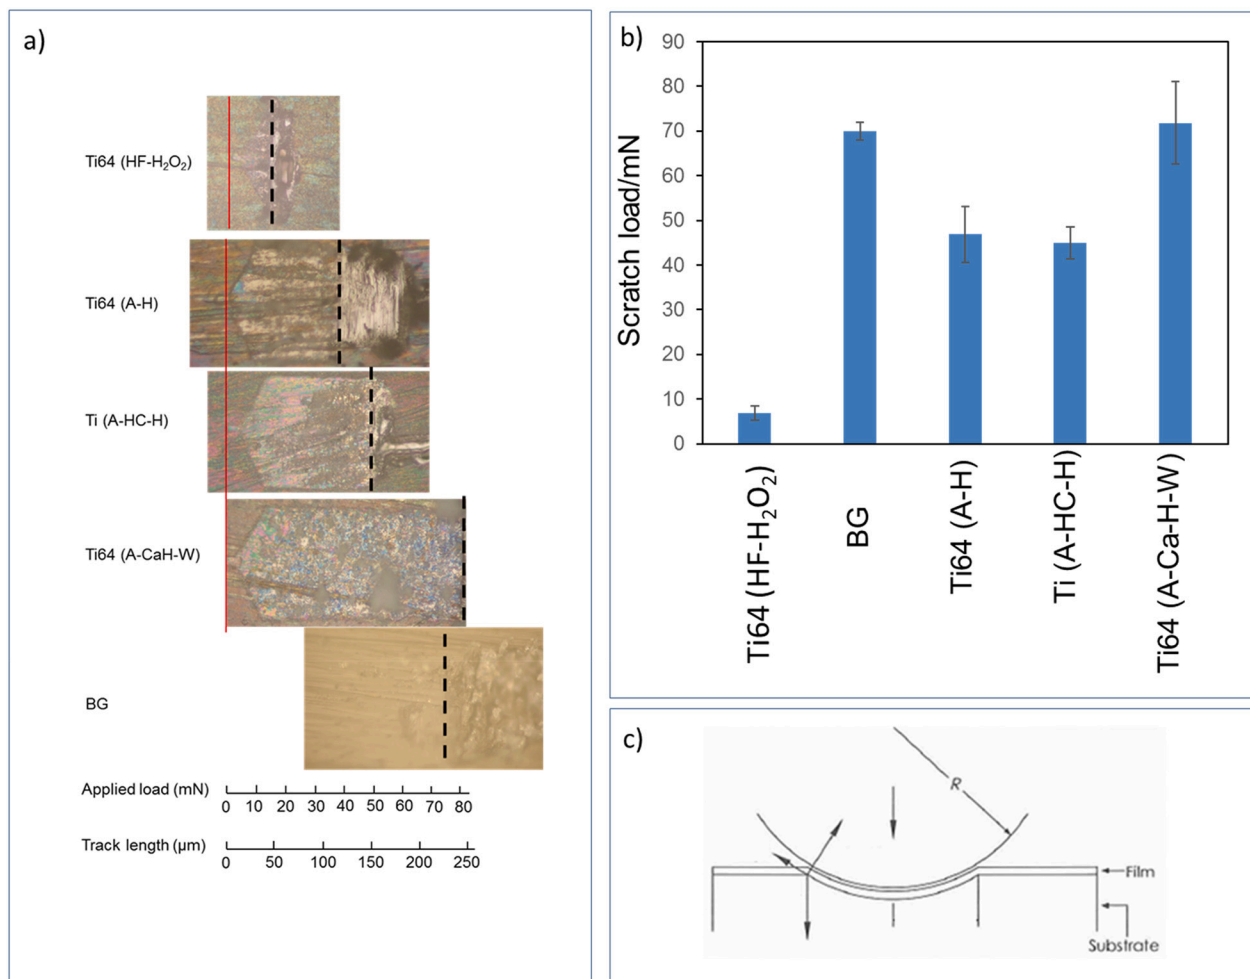 a)
Ti64 (HF-H₂O₂)
Ti64 (A-H)
Ti (A-HC-H)
Ti64 (A-CaH-W)
BG
Applied load (mN)
0 10 20 30 40 60 70 80
Track length (µm)
0 50 100 150 200 250
b)
Scratch load/mN
90
80
70
60
50
40
30
20
10
0
Ti64 (HF-H₂O₂)
BG
Ti64 (A-H)
Ti (A-HC-H)
Ti64 (A-Ca-H-W)
c)
R
Film
Substrate